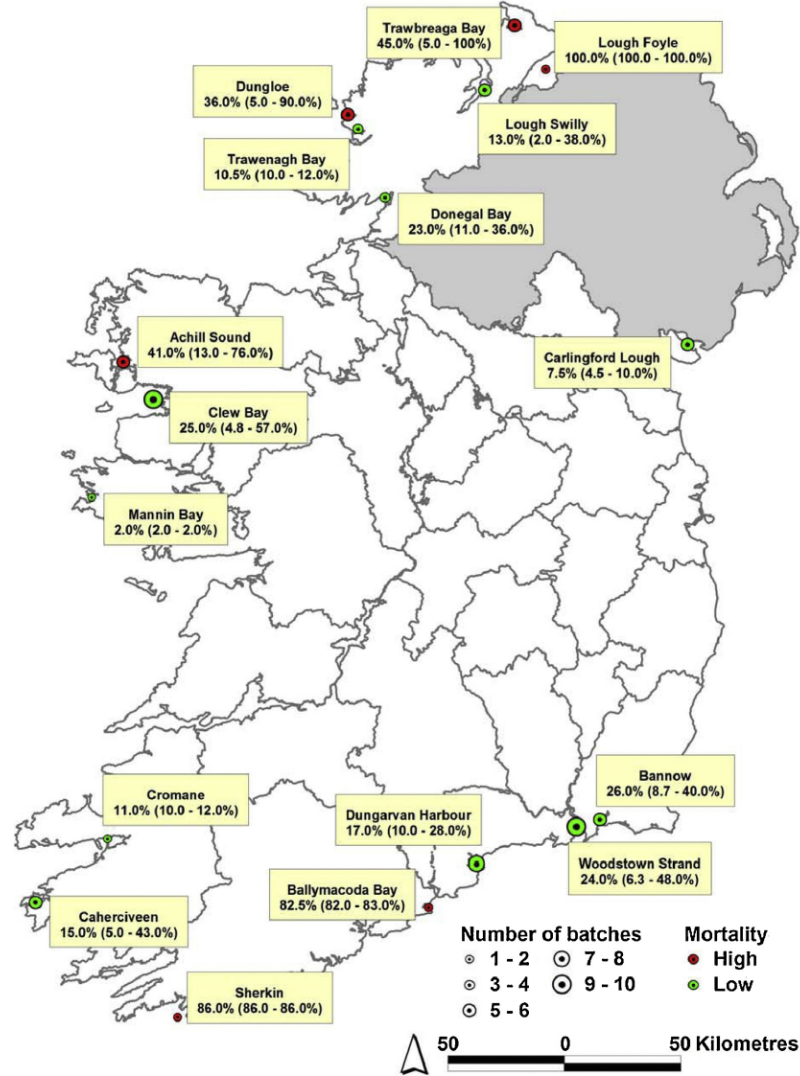 Trawbreaga Bay
45.0% (5.0 - 100%)
Lough Foyle
100.0% (100.0 - 100.0%)
Dungloe
36.0% (5.0 - 90.0%)
Lough Swilly
13.0% (2.0 - 38.0%)
Trawenagh Bay
10.5% (10.0 - 12.0%)
Donegal Bay
23.0% (11.0 - 36.0%)
Achill Sound
41.0% (13.0 - 76.0%)
Carlingford Lough
7.5% (4.5 - 10.0%)
Clew Bay
25.0% (4.8 - 57.0%)
Mannin Bay
2.0% (2.0 - 2.0%)
Bannow
26.0% (8.7 - 40.0%)
Cromane
11.0% (10.0 - 12.0%)
Dungarvan Harbour
17.0% (10.0 - 28.0%)
Woodstown Strand
24.0% (6.3 - 48.0%)
Ballymacoda Bay
82.5% (82.0 - 83.0%)
Caherciveen
15.0% (5.0 - 43.0%)
Sherkin
86.0% (86.0 - 86.0%)
Number of batches
1 - 2
3 - 4
5 - 6
7 - 8
9 - 10
Mortality
High
Low
50 0 50 Kilometres